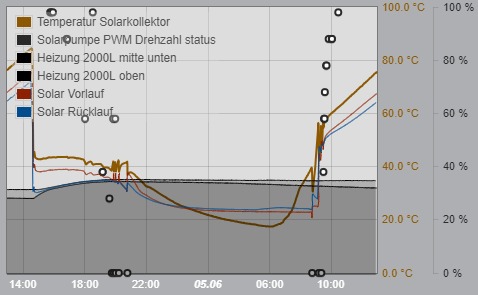 100.0 °C 100 %
Temperatur Solarkollektor
Solarpumpe PWM Drehzahl status
80.0 °C 80 %
Heizung 2000L mitte unten
Heizung 2000L oben
Solar Vorlauf
60.0 °C 60 %
Solar Rücklauf
40.0 °C 40 %
20.0 °C 20 %
0.0 °C 0 %
14:00 18:00 22:00 05.06 06:00 10:00